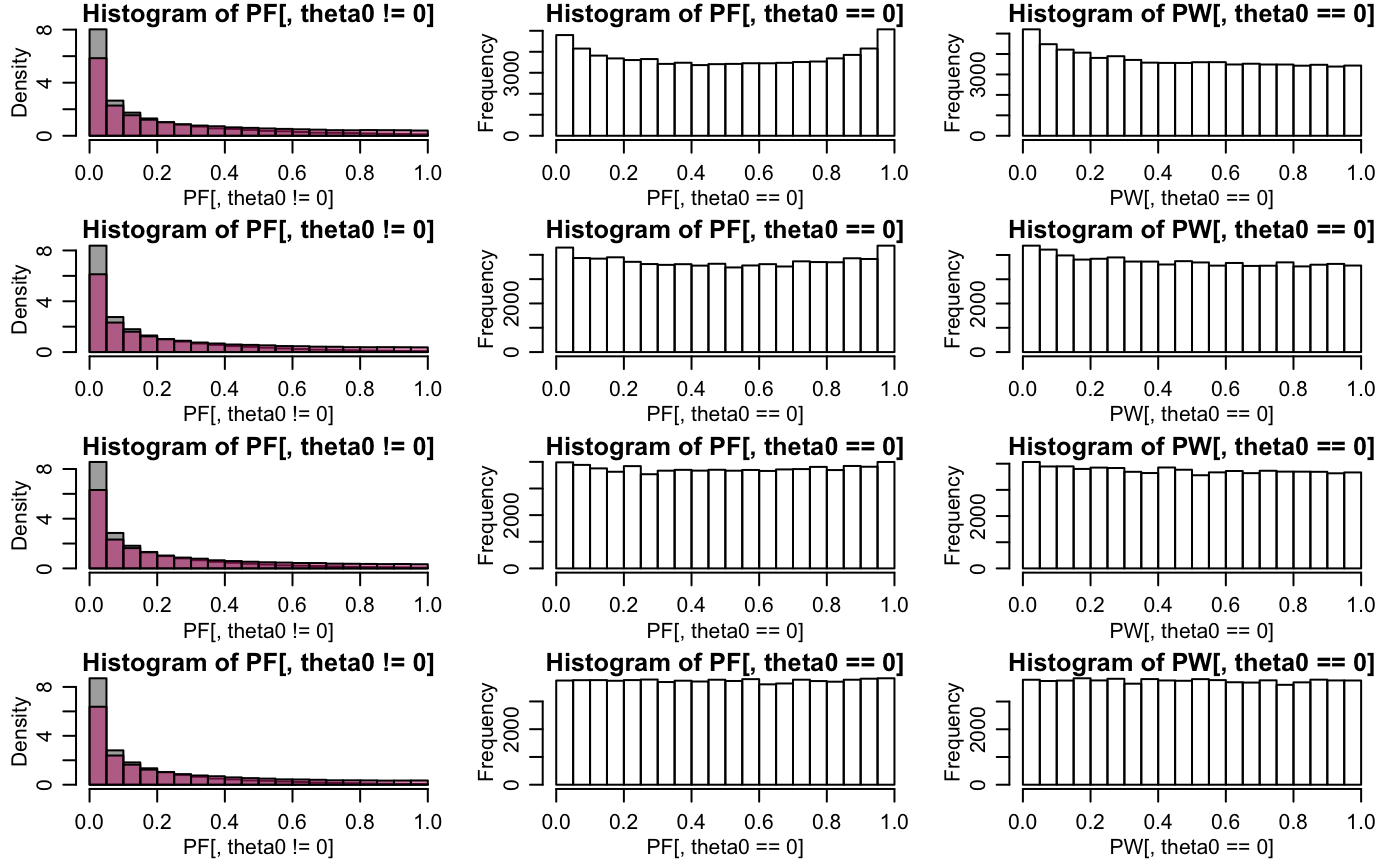 Histogram of PF[, theta0 != 0]
Density
0 4 8
0.0 0.2 0.4 0.6 0.8 1.0
PF[, theta0 != 0]
Histogram of PF[, theta0 == 0]
Frequency
0 3000
0.0 0.2 0.4 0.6 0.8 1.0
PF[, theta0 == 0]
Histogram of PW[, theta0 == 0]
Frequency
0 3000
0.0 0.2 0.4 0.6 0.8 1.0
PW[, theta0 == 0]
Histogram of PF[, theta0 != 0]
Density
0 4 8
0.0 0.2 0.4 0.6 0.8 1.0
PF[, theta0 != 0]
Histogram of PF[, theta0 == 0]
Frequency
0 2000
0.0 0.2 0.4 0.6 0.8 1.0
PF[, theta0 == 0]
Histogram of PW[, theta0 == 0]
Frequency
0 2000
0.0 0.2 0.4 0.6 0.8 1.0
PW[, theta0 == 0]
Histogram of PF[, theta0 != 0]
Density
0 4 8
0.0 0.2 0.4 0.6 0.8 1.0
PF[, theta0 != 0]
Histogram of PF[, theta0 == 0]
Frequency
0 2000
0.0 0.2 0.4 0.6 0.8 1.0
PF[, theta0 == 0]
Histogram of PW[, theta0 == 0]
Frequency
0 2000
0.0 0.2 0.4 0.6 0.8 1.0
PW[, theta0 == 0]
Histogram of PF[, theta0 != 0]
Density
0 4 8
0.0 0.2 0.4 0.6 0.8 1.0
PF[, theta0 != 0]
Histogram of PF[, theta0 == 0]
Frequency
0 2000
0.0 0.2 0.4 0.6 0.8 1.0
PF[, theta0 == 0]
Histogram of PW[, theta0 == 0]
Frequency
0 2000
0.0 0.2 0.4 0.6 0.8 1.0
PW[, theta0 == 0]